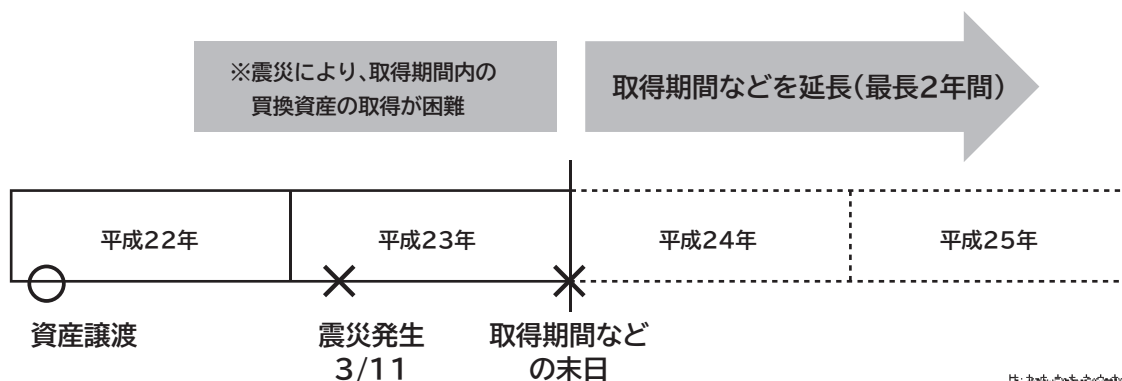 ※震災により、取得期間内の
買換資産の取得が困難
取得期間などを延長（最長2年間）
平成22年
平成23年
平成24年
平成25年
資産譲渡
震災発生
3/11
取得期間など
の末日